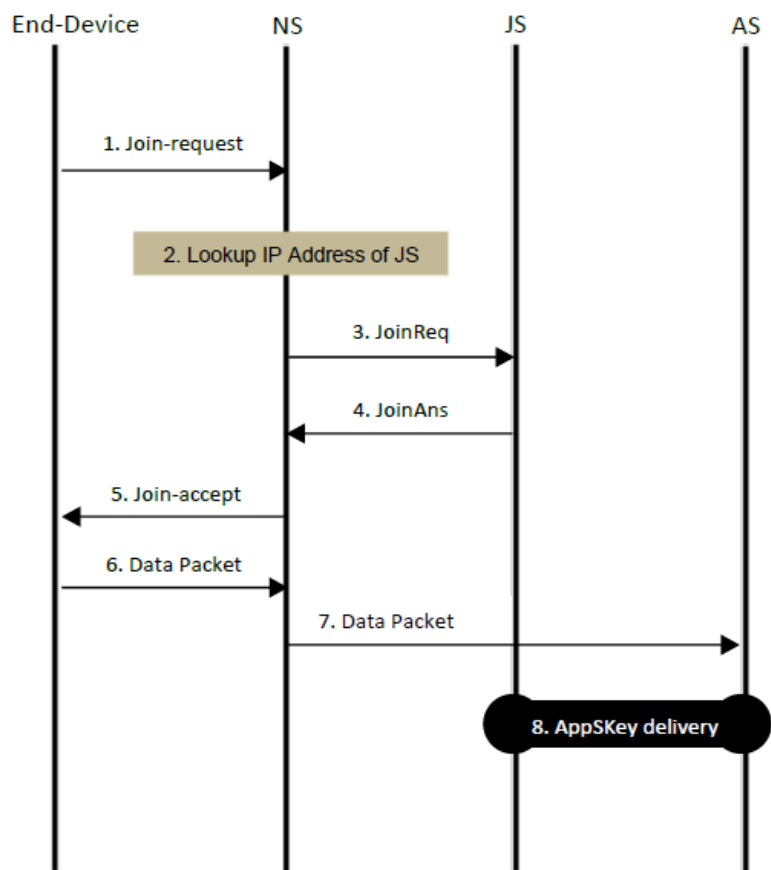 End-Device NS JS AS
1. Join-request
2. Lookup IP Address of JS
3. JoinReq
4. JoinAns
5. Join-accept
6. Data Packet
7. Data Packet
8. AppSKey delivery